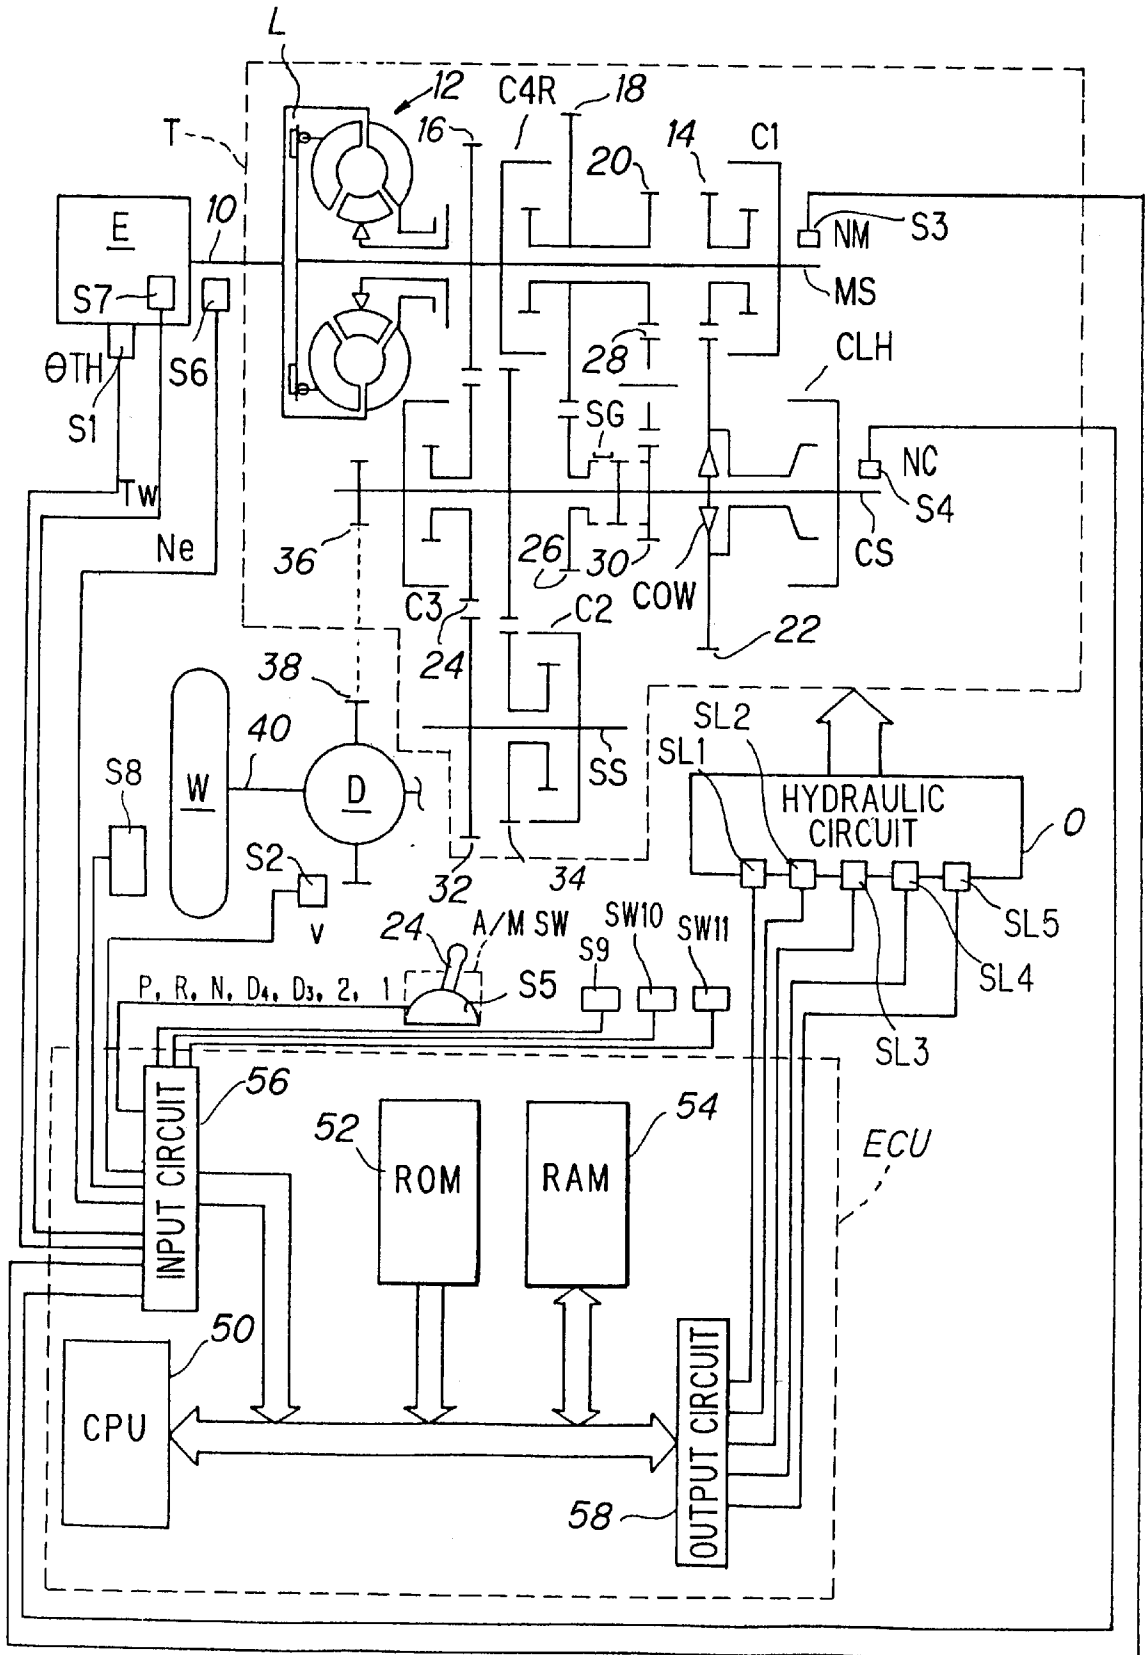 L
12
C4R
18
16
T
20
14
C1
E
10
S3
NM
S7
MS
28
CLH
S6
θTH
S1
SG
NC
S4
TW
36
Ne
26
30
COW
CS
C3
C2
24
22
38
SL2
SL1
40
SS
S8
W
D
HYDRAULIC
CIRCUIT
O
S2
32
34
V
24
A/M SW
SW10
SW11
S9
SL5
P, R, N, D4, D3, 2, 1
S5
SL4
SL3
56
INPUT CIRCUIT
52
ROM
54
RAM
ECU
50
CPU
OUTPUT CIRCUIT
58